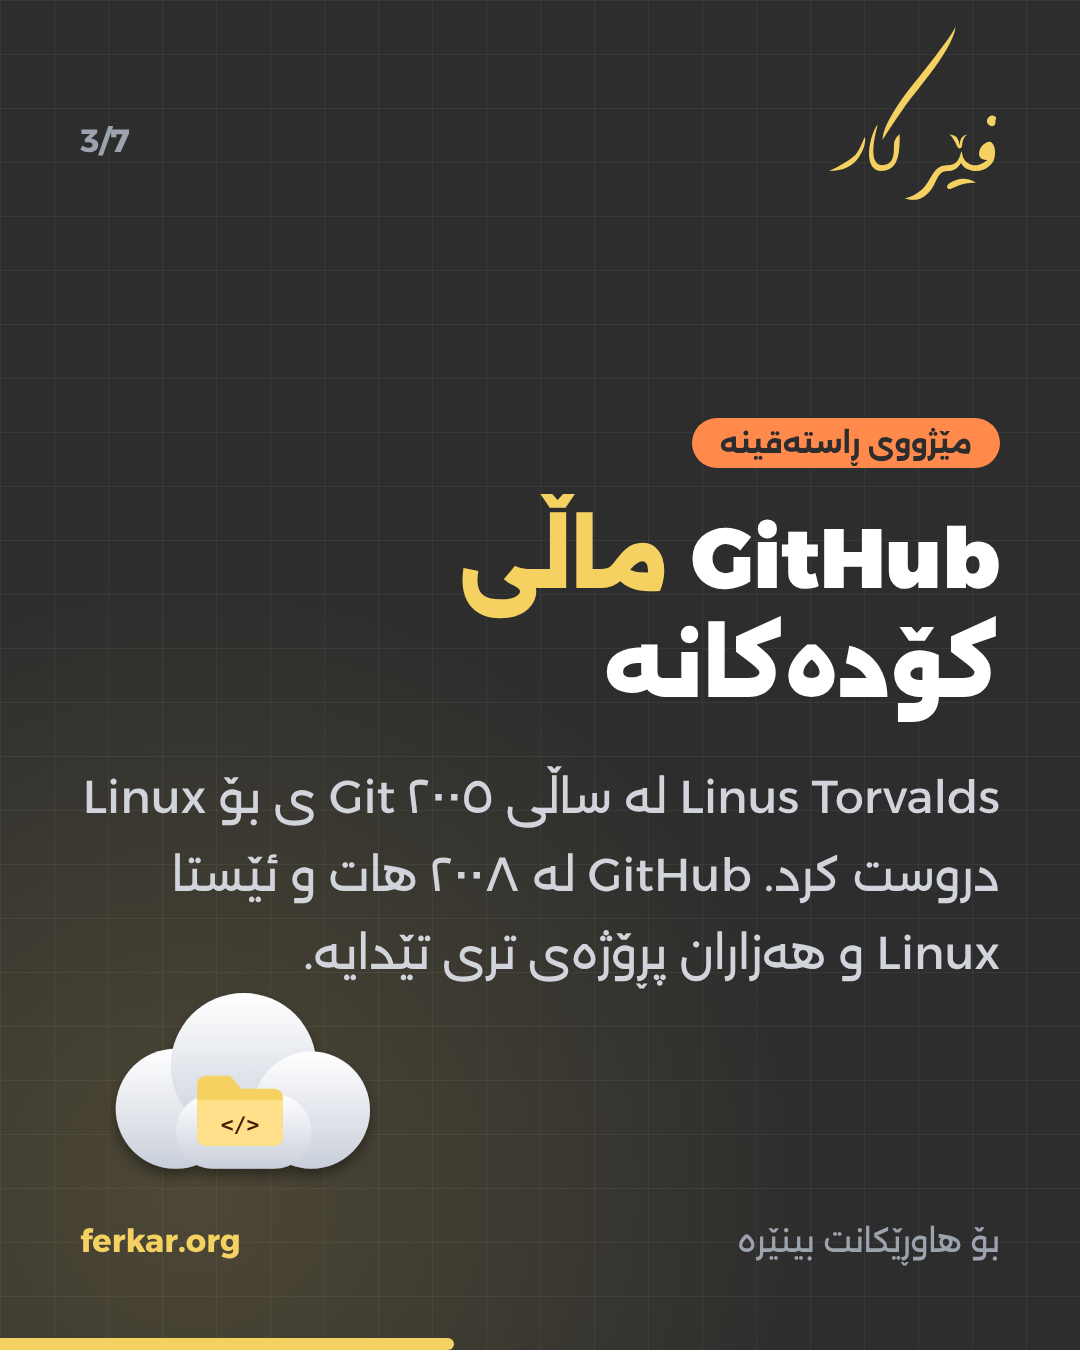 فێرکار
3/7
مێژووی ڕاستەقینە
GitHub ماڵی
کۆدەکانە
Linus Torvalds لە ساڵی ٢٠٠٥ Git ی بۆ Linux
دروست کرد. GitHub لە ٢٠٠٨ هات و ئێستا
Linux و هەزاران پڕۆژەی تری تێدایە.
</>
بۆ هاوڕێکانت بینێرە
ferkar.org